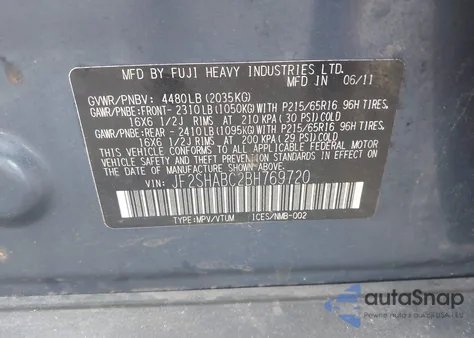 MFD BY FUJI HEAVY INDUSTRIES LTD.
MFD IN 06/11
GVWR/PNBV: 4480LB (2035KG)
GAWR/PNBE: FRONT- 2310LB (1050KG) WITH P215/65R16 96H TIRES,
16X6 1/2J RIMS AT 210 KPA (30 PSI) COLD
GAWR/PNBE: REAR - 2410LB (1095KG) WITH P215/65R16 96H TIRES,
16X6 1/2J RIMS AT 200 KPA (29 PSI) COLD
THIS VEHICLE CONFORMS TO ALL APPLICABLE FEDERAL MOTOR
VEHICLE SAFETY STANDARDS IN EFFECT ON THE
DATE OF MANUFACTURE SHOWN ABOVE.
VIN: JF2SHABC2BH769720
TYPE:MPV/VTUM ICES/NMB-002
autoSnap